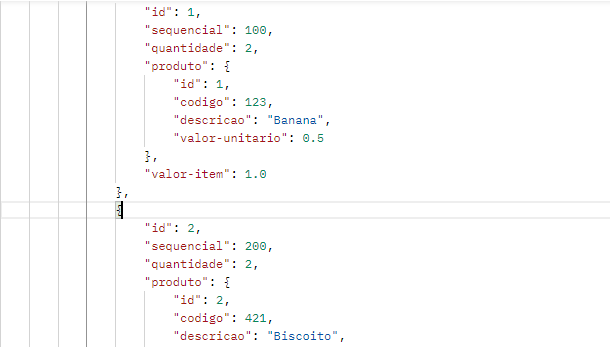 "id": 1,
"sequencial": 100,
"quantidade": 2,
"produto": {
"id": 1,
"codigo": 123,
"descricao": "Banana",
"valor-unitario": 0.5
},
"valor-item": 1.0
},
{
"id": 2,
"sequencial": 200,
"quantidade": 2,
"produto": {
"id": 2,
"codigo": 421,
"descricao": "Biscoito",